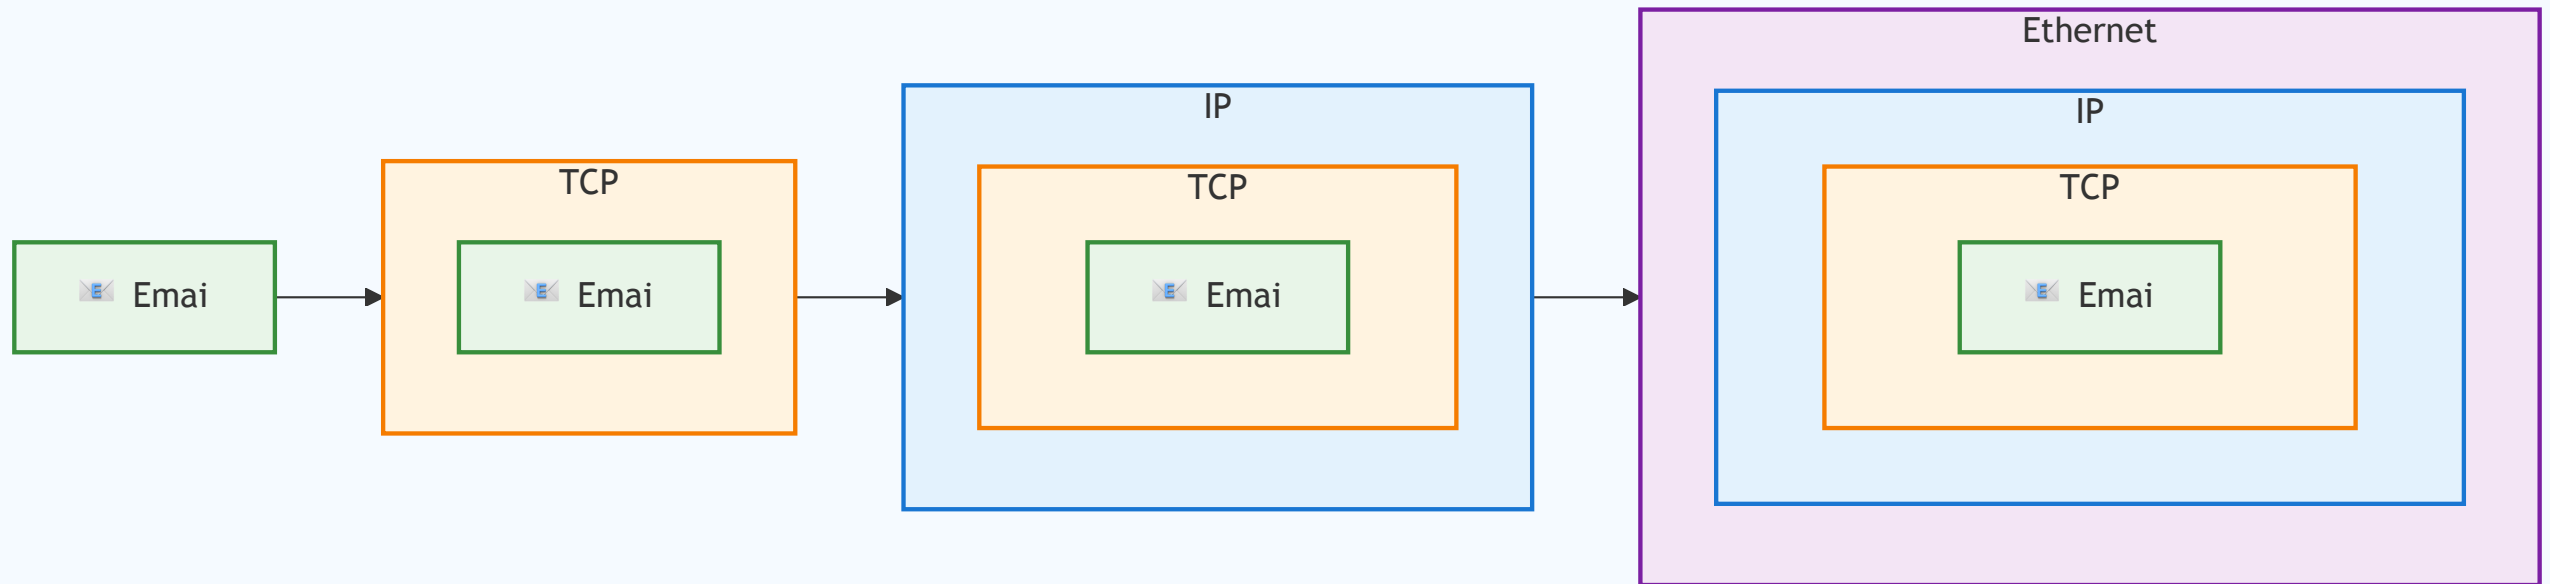 📧 Emai
TCP
📧 Emai
IP
TCP
📧 Emai
Ethernet
IP
TCP
📧 Emai